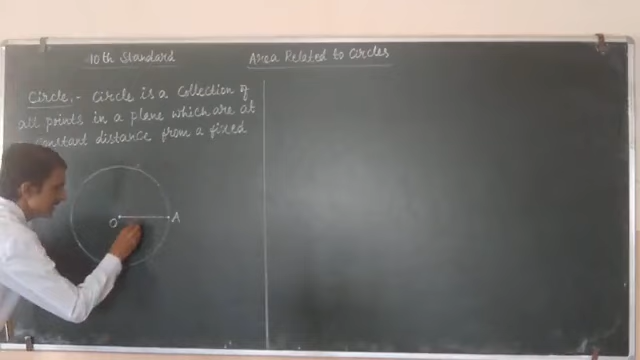 10th Standard
Area Related to Circles
Circle.- Circle is a Collection of
all points in a plane which are at
constant distance from a fixed
O
A